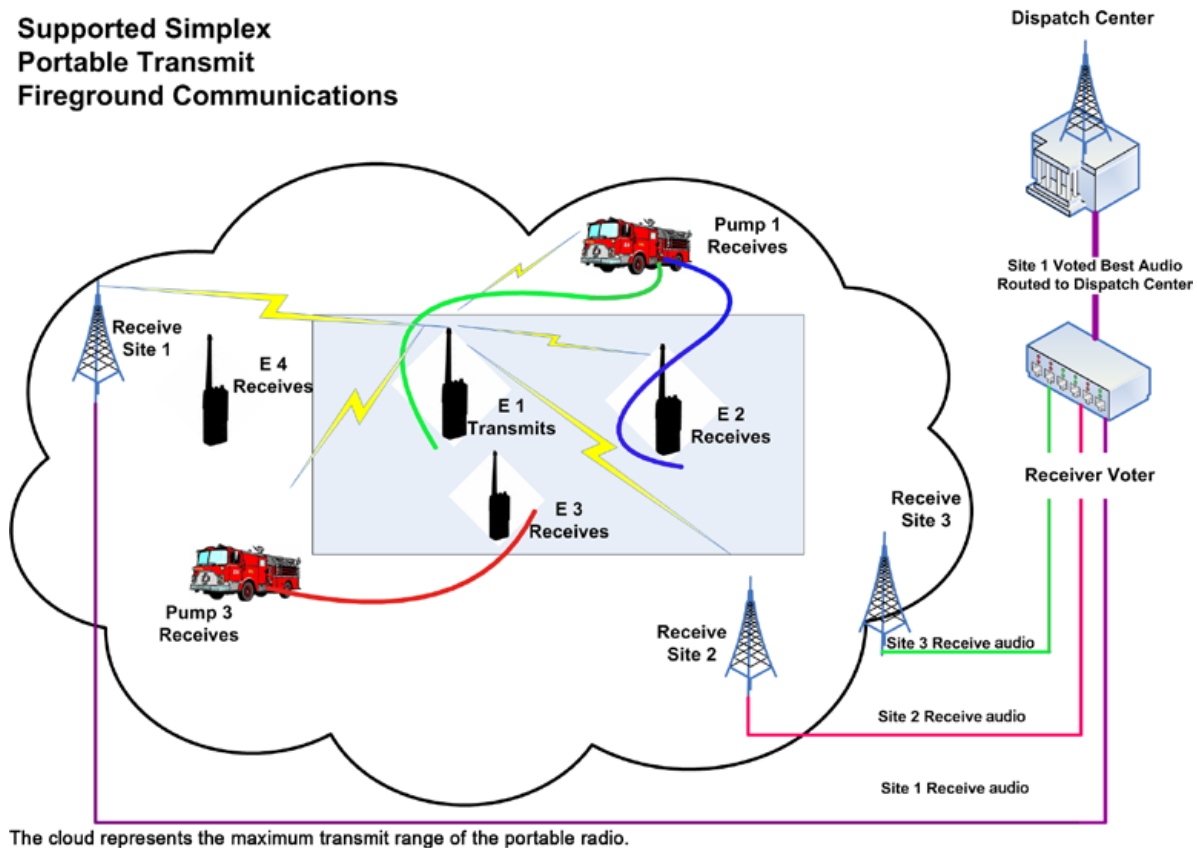 Supported Simplex
Portable Transmit
Fireground Communications
Dispatch Center
Pump 1
Receives
Site 1 Voted Best Audio
Routed to Dispatch Center
Receive
Site 1
E 4
Receives
E 1
Transmits
E 2
Receives
Receiver Voter
E 3
Receives
Receive
Site 3
Pump 3
Receives
Receive
Site 2
Site 3 Receive audio
Site 2 Receive audio
Site 1 Receive audio
The cloud represents the maximum transmit range of the portable radio.